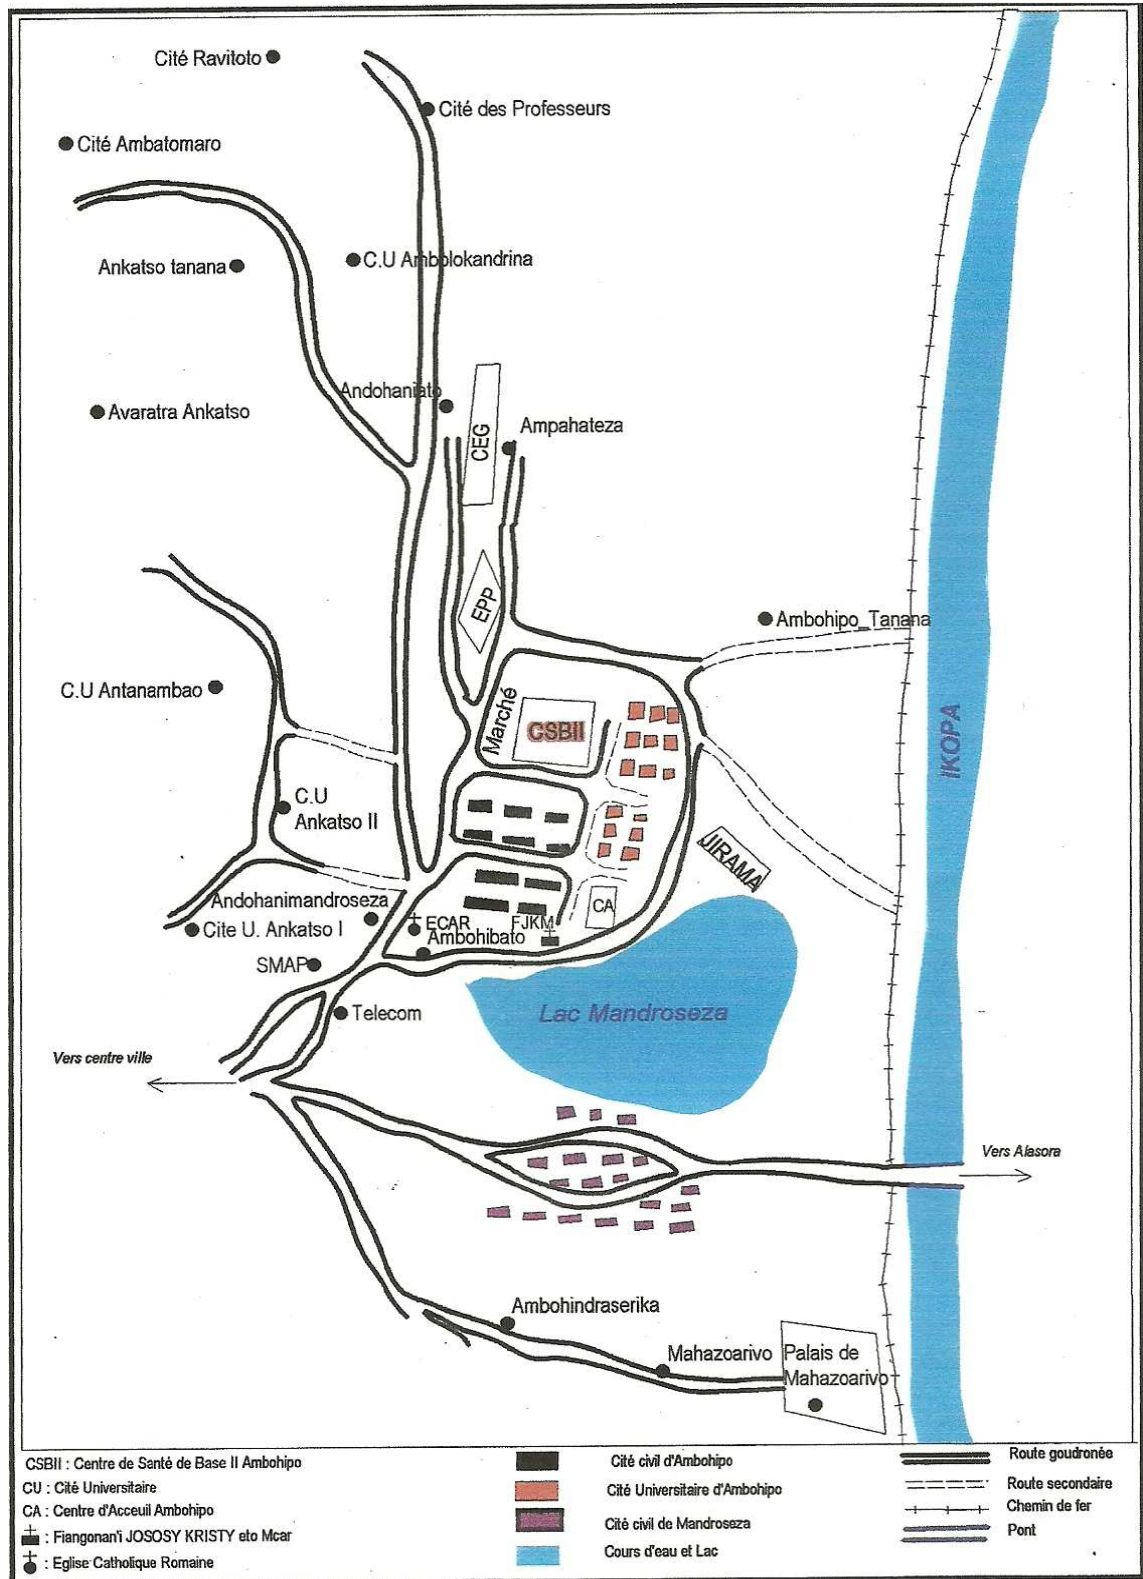 Cité Ravitoto
Cité des Professeurs
Cité Ambatomaro
C.U Ambolokandrina
Ankatso tanana
Andohaniato
Avaratra Ankatso
Ampahateza
CEG
EPP
Ambohipo_Tanana
C.U Antanambao
Marché
CSBII
IKOPA
C.U
Ankatso II
JIRAMA
Andohanimandroseza
CA
ECAR
FJKM
Cite U. Ankatso I
Ambohibato
SMAP
Telecom
Lac Mandroseza
Vers centre ville
Vers Alasora
Ambohindraserika
Mahazoarivo
Palais de
Mahazoarivo
CSBII : Centre de Santé de Base II Ambohipo
CU : Cité Universitaire
CA : Centre d'Acceuil Ambohipo
: Fiangonan'i JOSOSY KRISTY eto Mcar
: Eglise Catholique Romaine
Cité civil d'Ambohipo
Cité Universitaire d'Ambohipo
Cité civil de Mandroseza
Cours d'eau et Lac
Route goudronée
Route secondaire
Chemin de fer
Pont